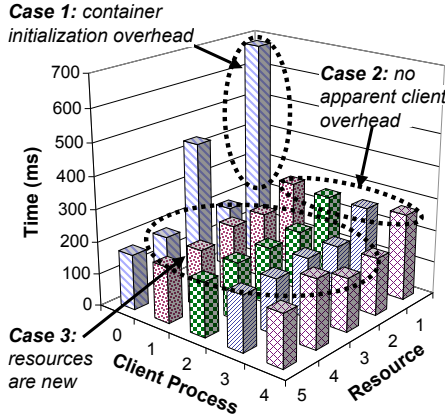 Case 1: container
initialization overhead
Case 2: no
apparent client
overhead
700
600
500
400
300
200
100
0
Time (ms)
Case 3:
resources
are new
0
1
2
3
4
Client Process
5
4
3
2
1
Resource